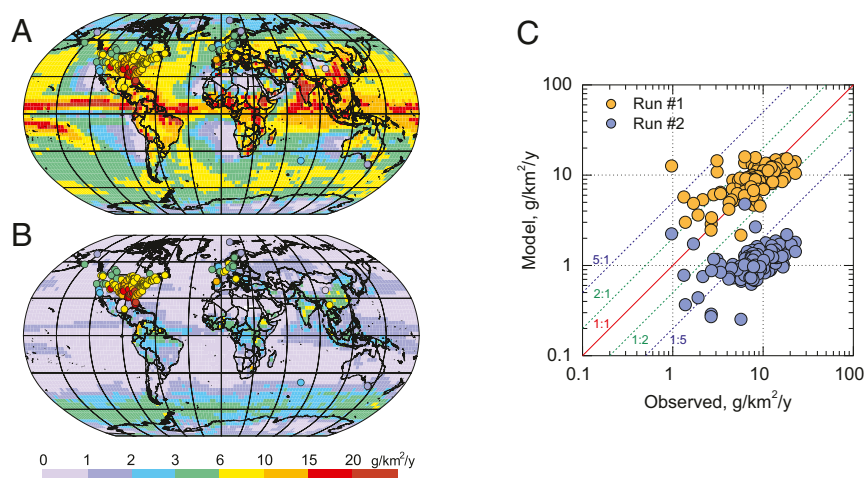 A
B
0 1 2 3 6 10 15 20 g/km²/y
C
100
10
1
0.1
Model, g/km²/y
Run #1
Run #2
5:1
2:1
1:1
1:2
1:5
0.1 1 10 100
Observed, g/km²/y